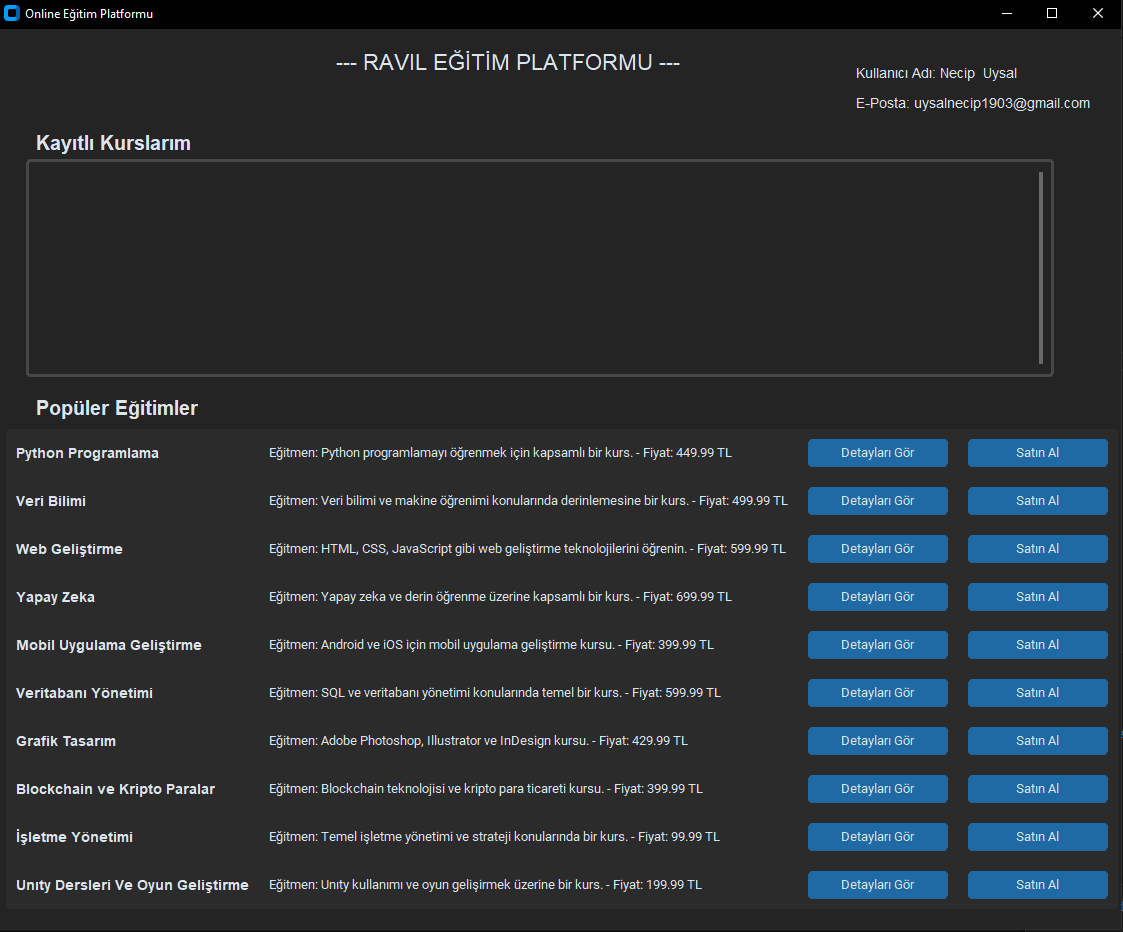 Online Eğitim Platformu
--- RAVIL EĞİTİM PLATFORMU ---
Kullanıcı Adı: Necip  Uysal
E-Posta: uysalnecip1903@gmail.com
Kayıtlı Kurslarım
Popüler Eğitimler
Python Programlama Eğitmen: Python programlamayı öğrenmek için kapsamlı bir kurs. - Fiyat: 449.99 TL Detayları Gör Satın Al
Veri Bilimi Eğitmen: Veri bilimi ve makine öğrenimi konularında derinlemesine bir kurs. - Fiyat: 499.99 TL Detayları Gör Satın Al
Web Geliştirme Eğitmen: HTML, CSS, JavaScript gibi web geliştirme teknolojilerini öğrenin. - Fiyat: 599.99 TL Detayları Gör Satın Al
Yapay Zeka Eğitmen: Yapay zeka ve derin öğrenme üzerine kapsamlı bir kurs. - Fiyat: 699.99 TL Detayları Gör Satın Al
Mobil Uygulama Geliştirme Eğitmen: Android ve iOS için mobil uygulama geliştirme kursu. - Fiyat: 399.99 TL Detayları Gör Satın Al
Veritabanı Yönetimi Eğitmen: SQL ve veritabanı yönetimi konularında temel bir kurs. - Fiyat: 599.99 TL Detayları Gör Satın Al
Grafik Tasarım Eğitmen: Adobe Photoshop, Illustrator ve InDesign kursu. - Fiyat: 429.99 TL Detayları Gör Satın Al
Blockchain ve Kripto Paralar Eğitmen: Blockchain teknolojisi ve kripto para ticareti kursu. - Fiyat: 399.99 TL Detayları Gör Satın Al
İşletme Yönetimi Eğitmen: Temel işletme yönetimi ve strateji konularında bir kurs. - Fiyat: 99.99 TL Detayları Gör Satın Al
Unıty Dersleri Ve Oyun Geliştirme Eğitmen: Unıty kullanımı ve oyun gelişirmek üzerine bir kurs. - Fiyat: 199.99 TL Detayları Gör Satın Al